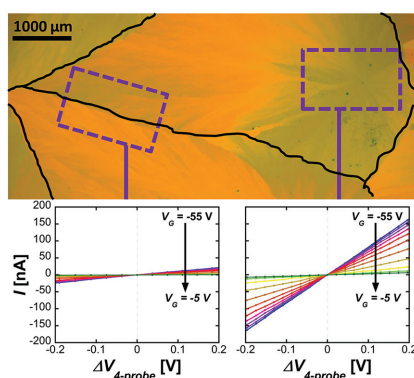 1000 µm
200
150
100
50
0
-50
-100
-150
-200
I [nA]
V_G = -55 V
V_G = -5 V
-0.2 -0.1 0 0.1 0.2
ΔV_4-probe [V]
V_G = -55 V
V_G = -5 V
-0.2 -0.1 0 0.1 0.2
ΔV_4-probe [V]